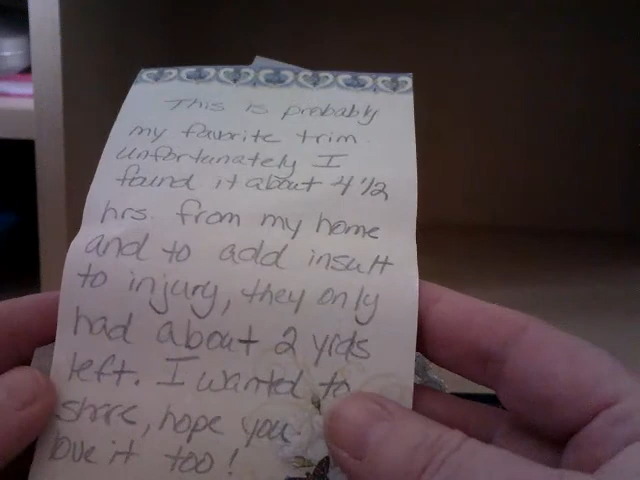 This is probably
my favorite trim.
Unfortunately I
found it about 4 1/2
hrs. from my home
and to add insult
to injury, they only
had about 2 yrds
left. I wanted to
share, hope you
love it too!